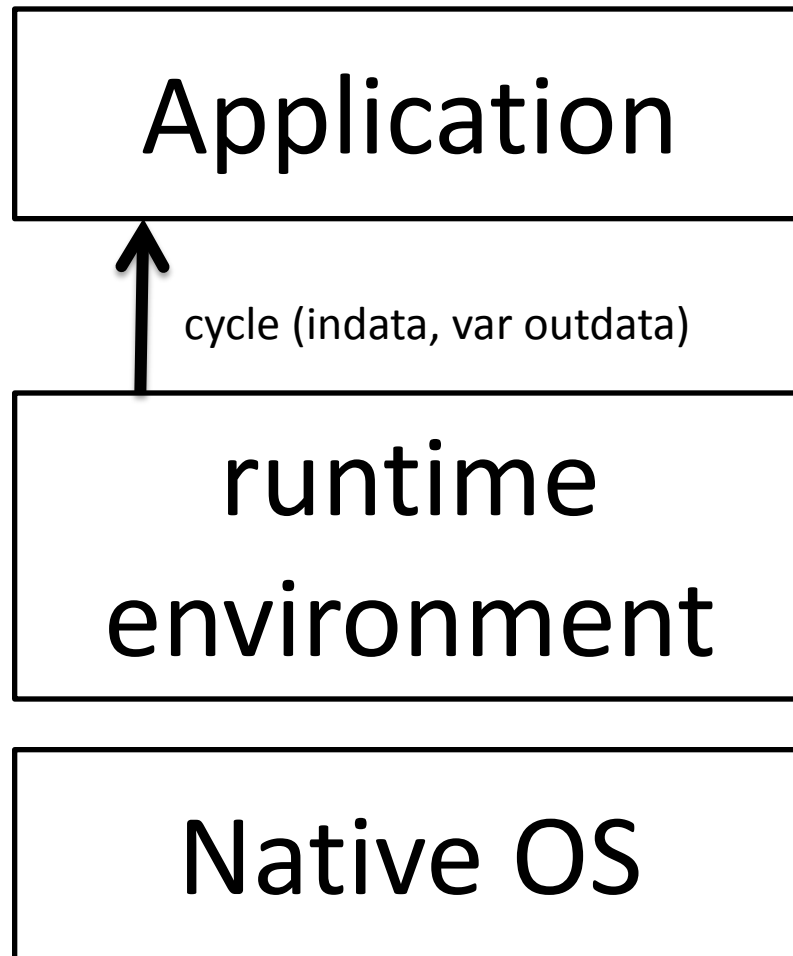 Application
cycle (indata, var outdata)
runtime
environment
Native OS